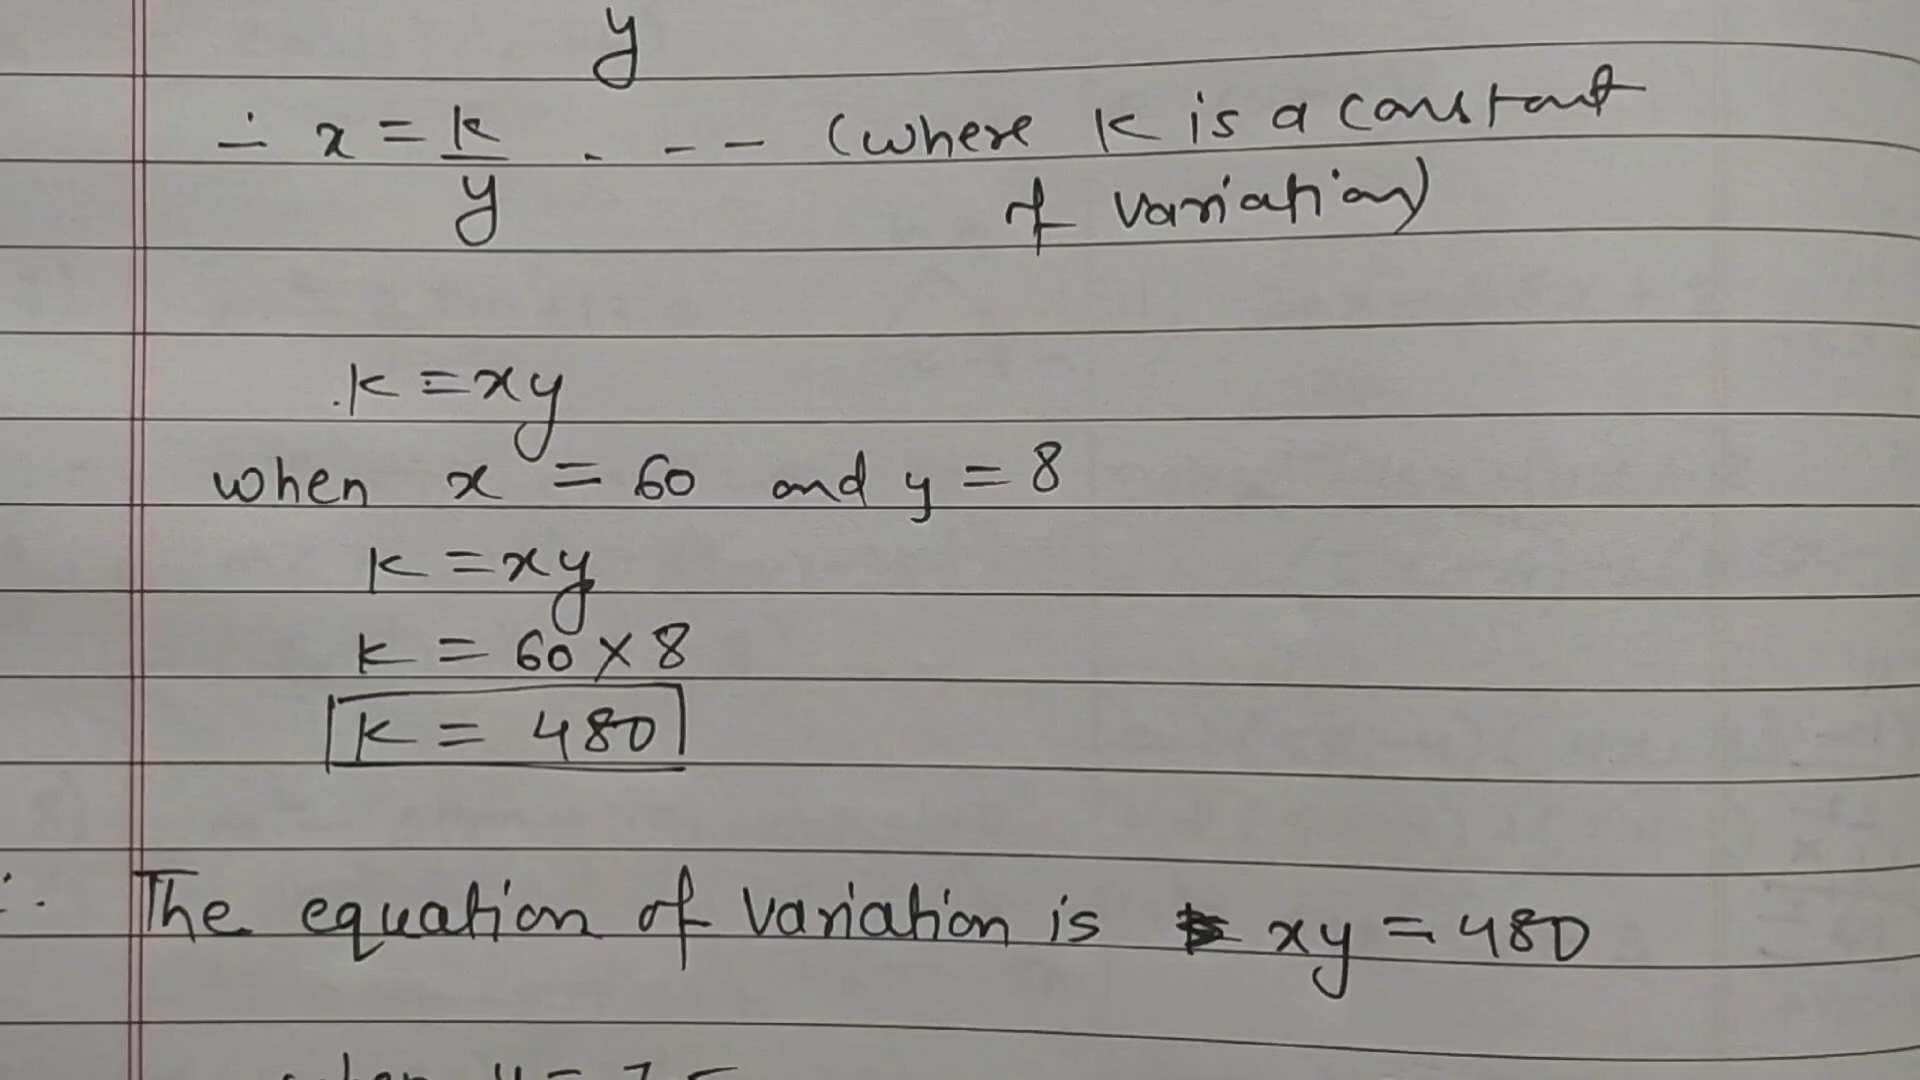 y
∴ x = k/y . - - - (where k is a constant
of variation)
k = xy
when x = 60 and y = 8
k = xy
k = 60 × 8
k = 480
∴ The equation of variation is xy = 480
when y =